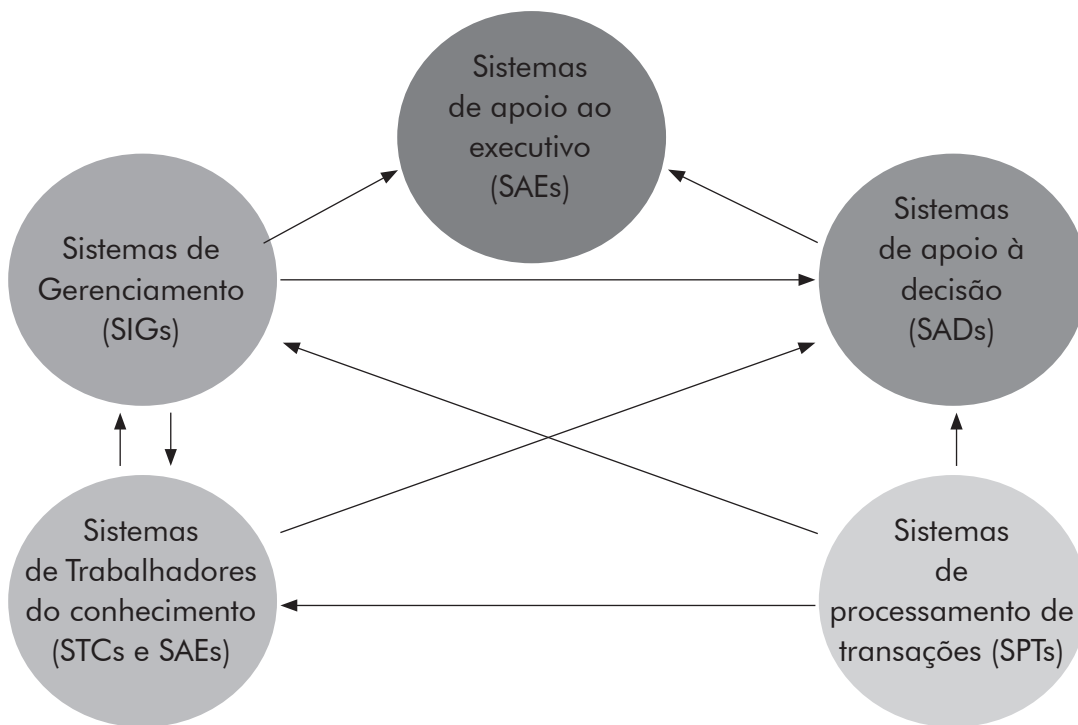 Sistemas
de apoio ao
executivo
(SAEs)
Sistemas de
Gerenciamento
(SIGs)
Sistemas
de apoio à
decisão
(SADs)
Sistemas
de Trabalhadores
do conhecimento
(STCs e SAEs)
Sistemas
de
processamento de
transações (SPTs)